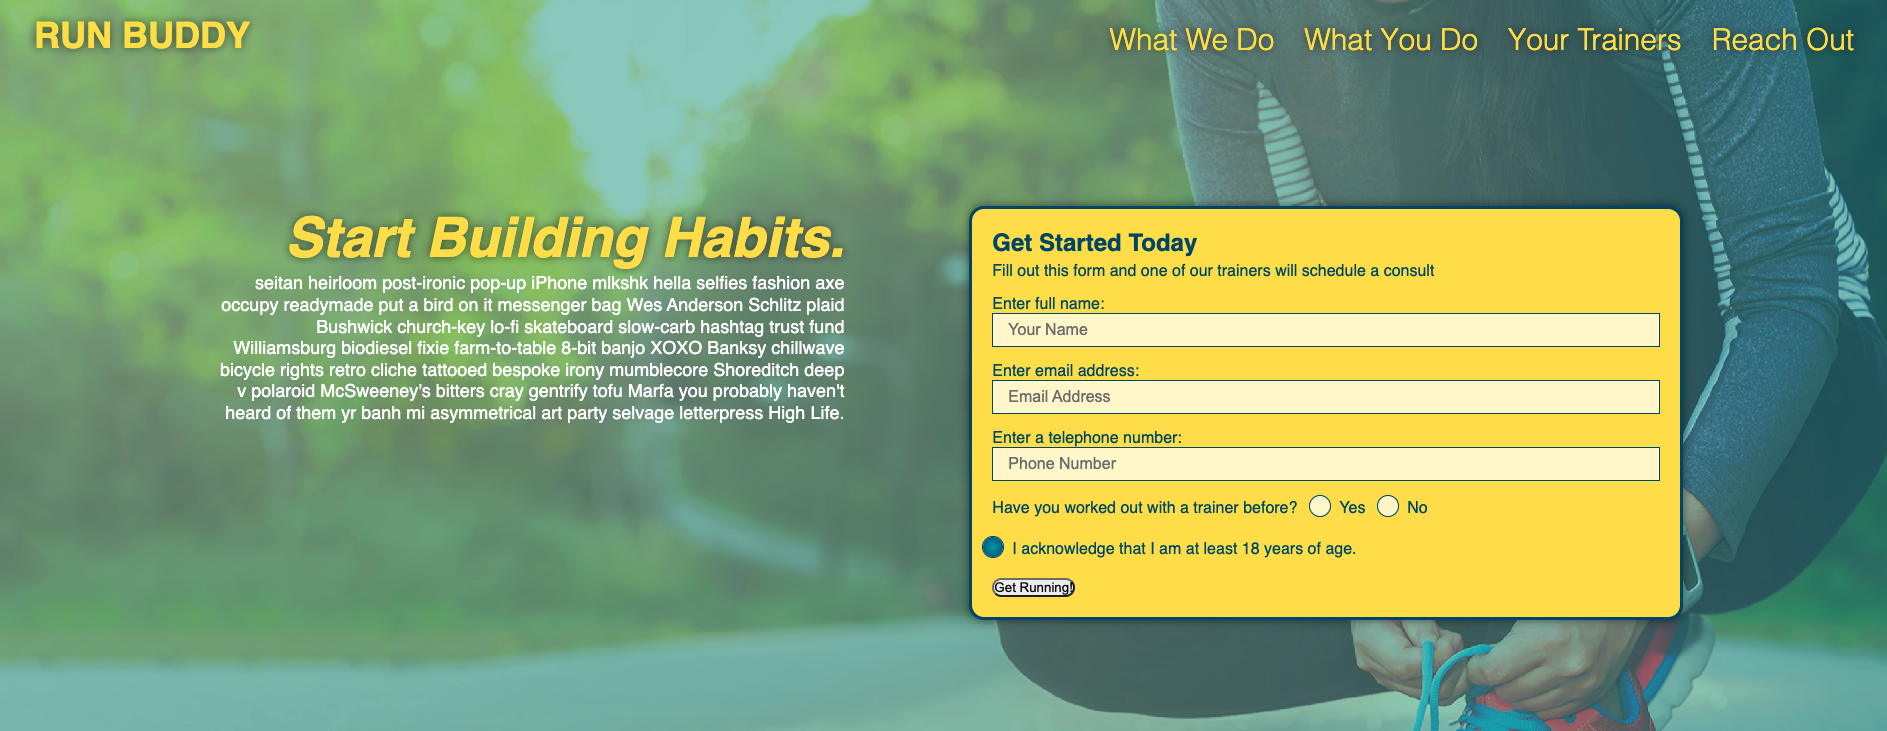 RUN BUDDY
What We Do What You Do Your Trainers Reach Out
Start Building Habits.
seitan heirloom post-ironic pop-up iPhone mlkshk hella selfies fashion axe
occupy readymade put a bird on it messenger bag Wes Anderson Schlitz plaid
Bushwick church-key lo-fi skateboard slow-carb hashtag trust fund
Williamsburg biodiesel fixie farm-to-table 8-bit banjo XOXO Banksy chillwave
bicycle rights retro cliche tattooed bespoke irony mumblecore Shoreditch deep
v polaroid McSweeney's bitters cray gentrify tofu Marfa you probably haven't
heard of them yr banh mi asymmetrical art party selvage letterpress High Life.
Get Started Today
Fill out this form and one of our trainers will schedule a consult
Enter full name:
Your Name
Enter email address:
Email Address
Enter a telephone number:
Phone Number
Have you worked out with a trainer before? Yes No
I acknowledge that I am at least 18 years of age.
Get Running!